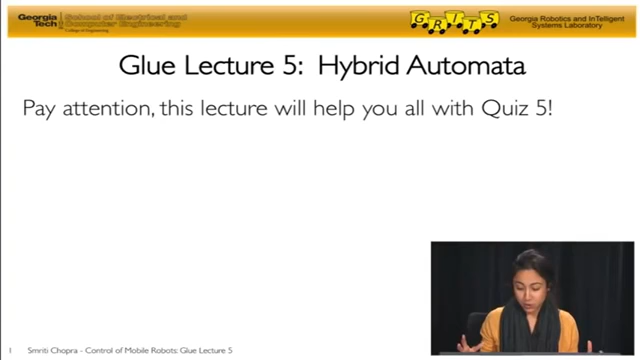 Georgia Tech
School of Electrical and
Computer Engineering
College of Engineering
GRITS
Georgia Robotics and InTelligent
Systems Laboratory
Glue Lecture 5: Hybrid Automata
Pay attention, this lecture will help you all with Quiz 5!
1 Smriti Chopra - Control of Mobile Robots: Glue Lecture 5